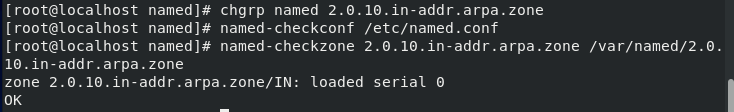 [root@localhost named]# chgrp named 2.0.10.in-addr.arpa.zone
[root@localhost named]# named-checkconf /etc/named.conf
[root@localhost named]# named-checkzone 2.0.10.in-addr.arpa.zone /var/named/2.0.
10.in-addr.arpa.zone
zone 2.0.10.in-addr.arpa.zone/IN: loaded serial 0
OK